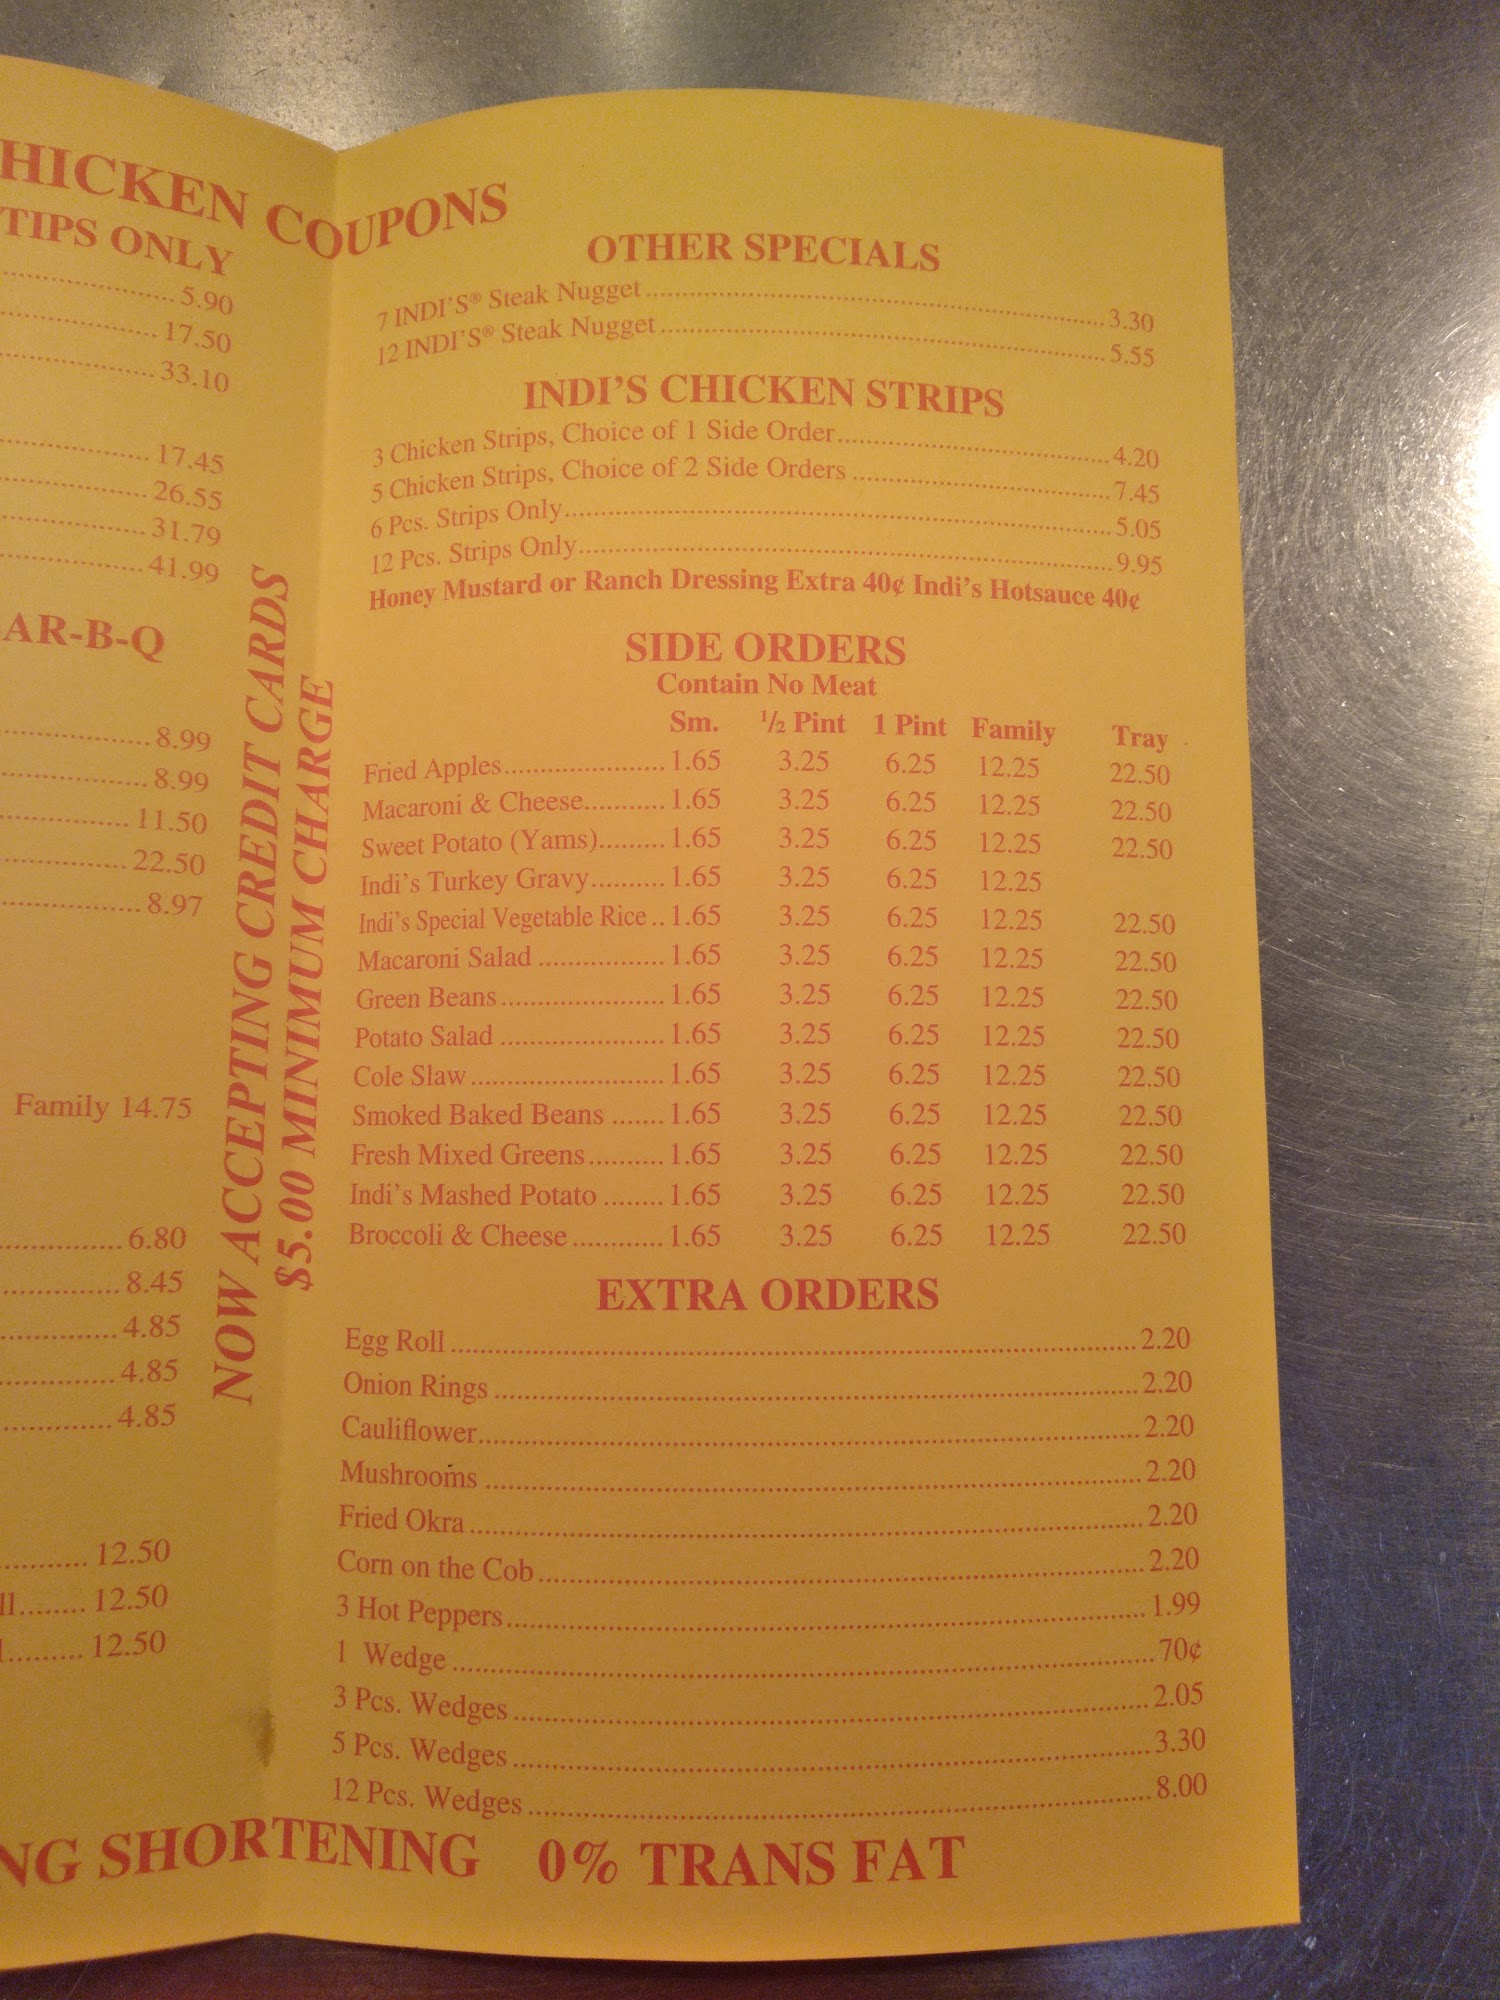 HICKEN COUPONS
TIPS ONLY
5.90
17.50
33.10
17.45
26.55
31.79
41.99
AR-B-Q
8.99
8.99
11.50
22.50
8.97
Family 14.75
6.80
8.45
4.85
4.85
4.85
12.50
ll........ 12.50
l.......... 12.50
NOW ACCEPTING CREDIT CARDS
$5.00 MINIMUM CHARGE
OTHER SPECIALS
7 INDI'S® Steak Nugget 3.30
12 INDI'S® Steak Nugget 5.55
INDI'S CHICKEN STRIPS
3 Chicken Strips, Choice of 1 Side Order 4.20
5 Chicken Strips, Choice of 2 Side Orders 7.45
6 Pcs. Strips Only 5.05
12 Pcs. Strips Only 9.95
Honey Mustard or Ranch Dressing Extra 40¢ Indi's Hotsauce 40¢
SIDE ORDERS
Contain No Meat
Sm. ½ Pint 1 Pint Family Tray
Fried Apples 1.65 3.25 6.25 12.25 22.50
Macaroni & Cheese 1.65 3.25 6.25 12.25 22.50
Sweet Potato (Yams) 1.65 3.25 6.25 12.25 22.50
Indi's Turkey Gravy 1.65 3.25 6.25 12.25
Indi's Special Vegetable Rice 1.65 3.25 6.25 12.25 22.50
Macaroni Salad 1.65 3.25 6.25 12.25 22.50
Green Beans 1.65 3.25 6.25 12.25 22.50
Potato Salad 1.65 3.25 6.25 12.25 22.50
Cole Slaw 1.65 3.25 6.25 12.25 22.50
Smoked Baked Beans 1.65 3.25 6.25 12.25 22.50
Fresh Mixed Greens 1.65 3.25 6.25 12.25 22.50
Indi's Mashed Potato 1.65 3.25 6.25 12.25 22.50
Broccoli & Cheese 1.65 3.25 6.25 12.25 22.50
EXTRA ORDERS
Egg Roll 2.20
Onion Rings 2.20
Cauliflower 2.20
Mushrooms 2.20
Fried Okra 2.20
Corn on the Cob 2.20
3 Hot Peppers 1.99
1 Wedge 70¢
3 Pcs. Wedges 2.05
5 Pcs. Wedges 3.30
12 Pcs. Wedges 8.00
NG SHORTENING 0% TRANS FAT